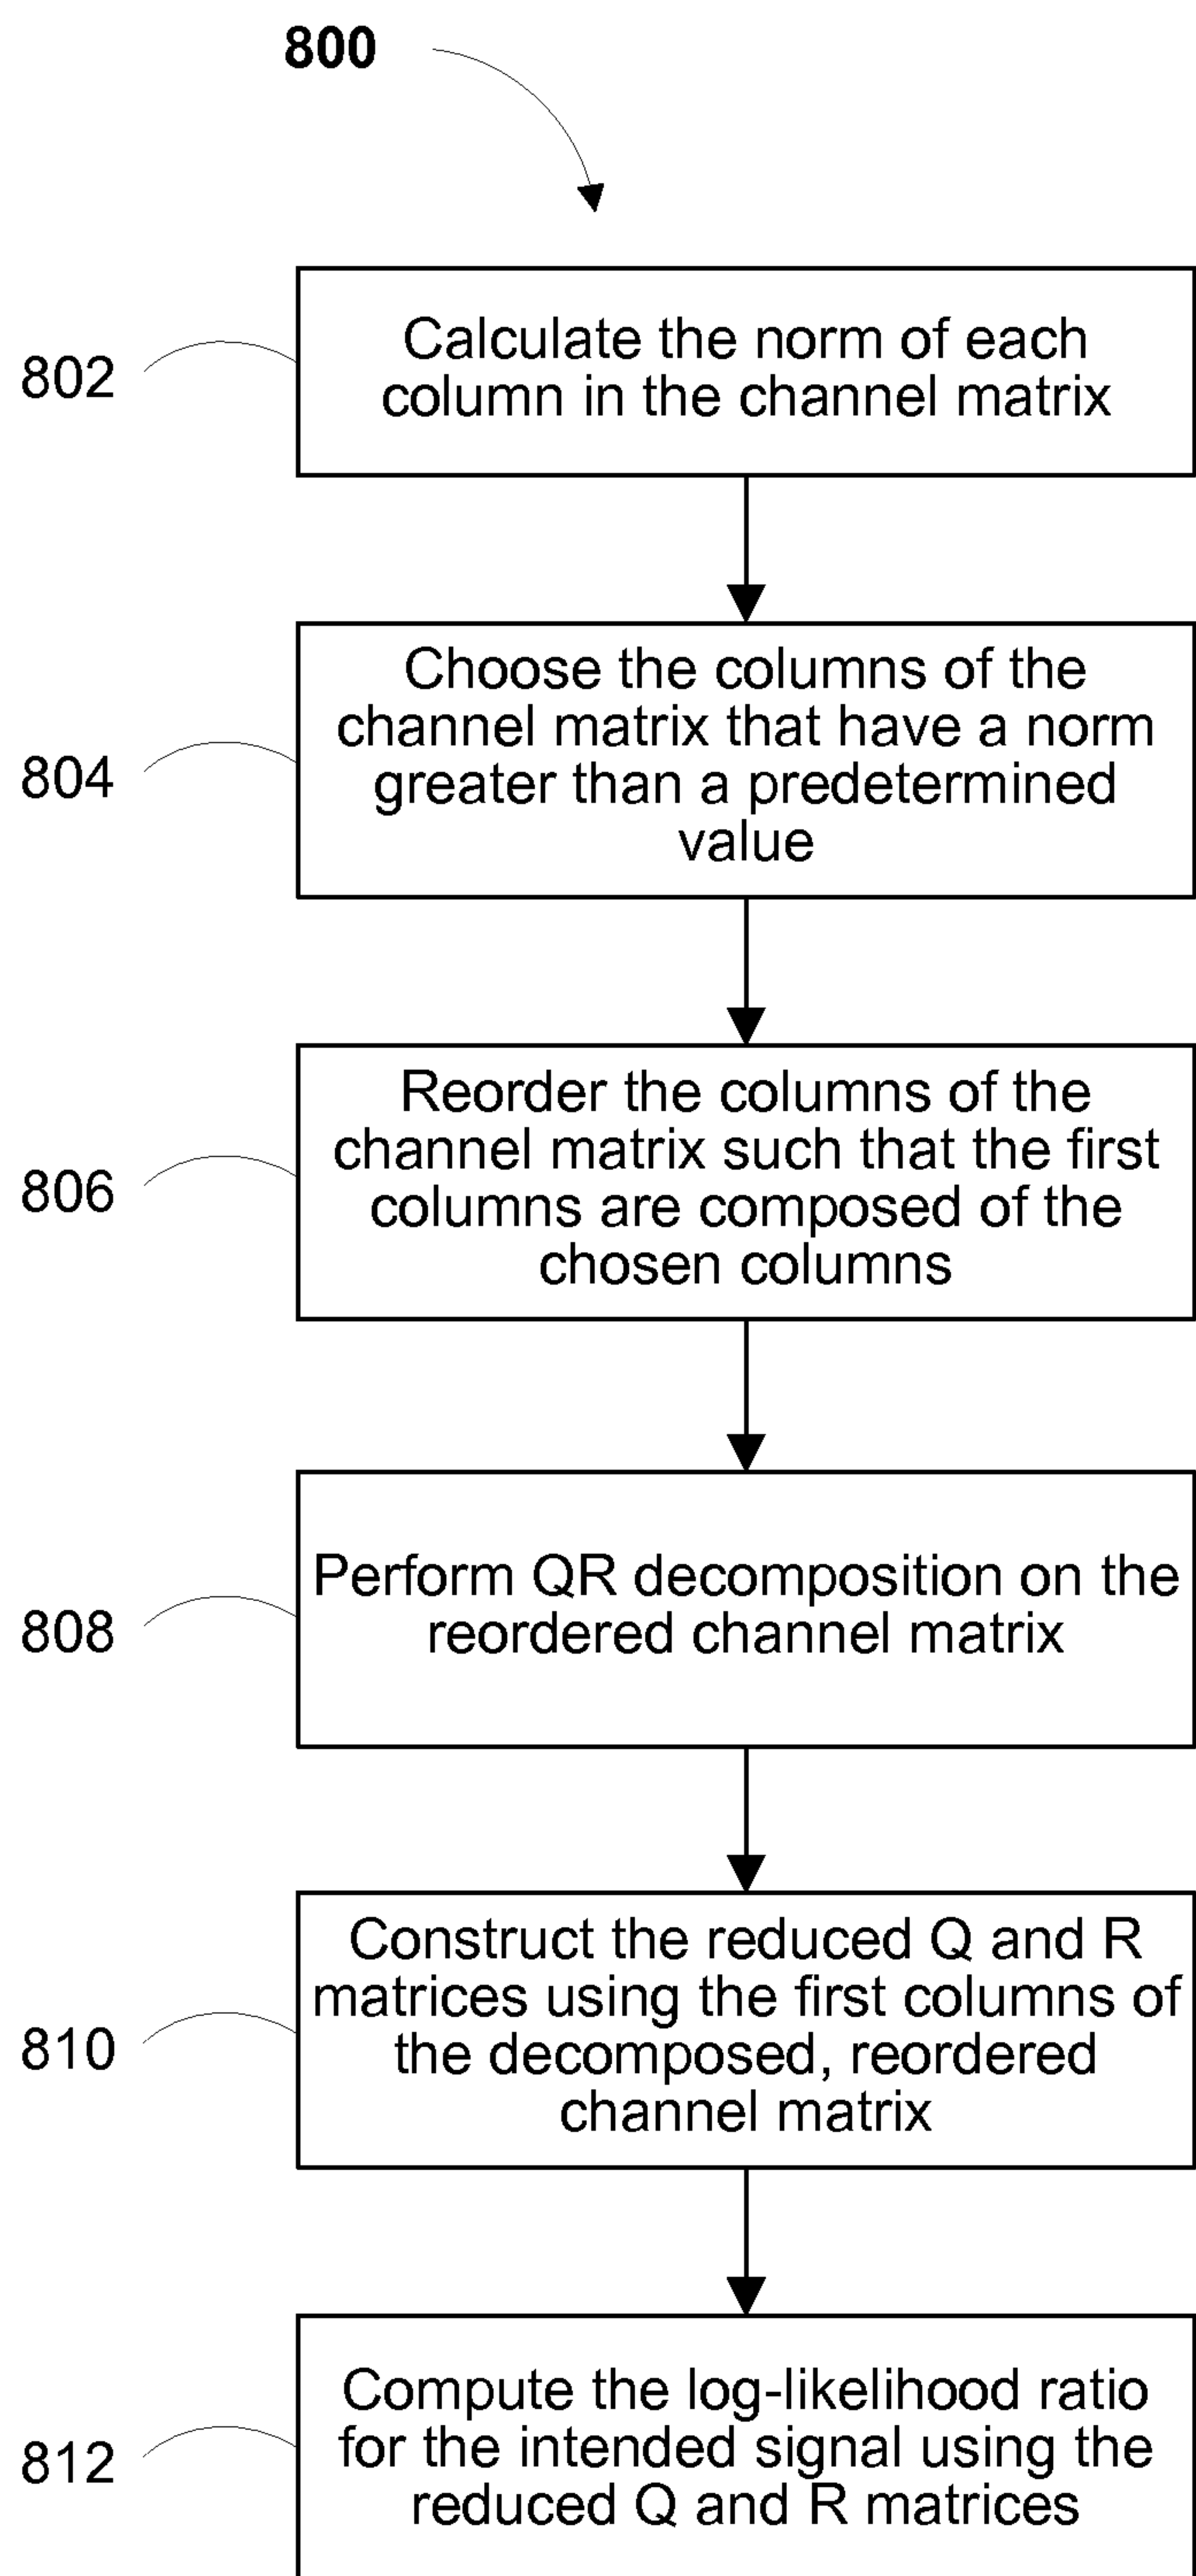 800
802
Calculate the norm of each
column in the channel matrix
804
Choose the columns of the
channel matrix that have a norm
greater than a predetermined
value
806
Reorder the columns of the
channel matrix such that the first
columns are composed of the
chosen columns
808
Perform QR decomposition on the
reordered channel matrix
810
Construct the reduced Q and R
matrices using the first columns of
the decomposed, reordered
channel matrix
812
Compute the log-likelihood ratio
for the intended signal using the
reduced Q and R matrices